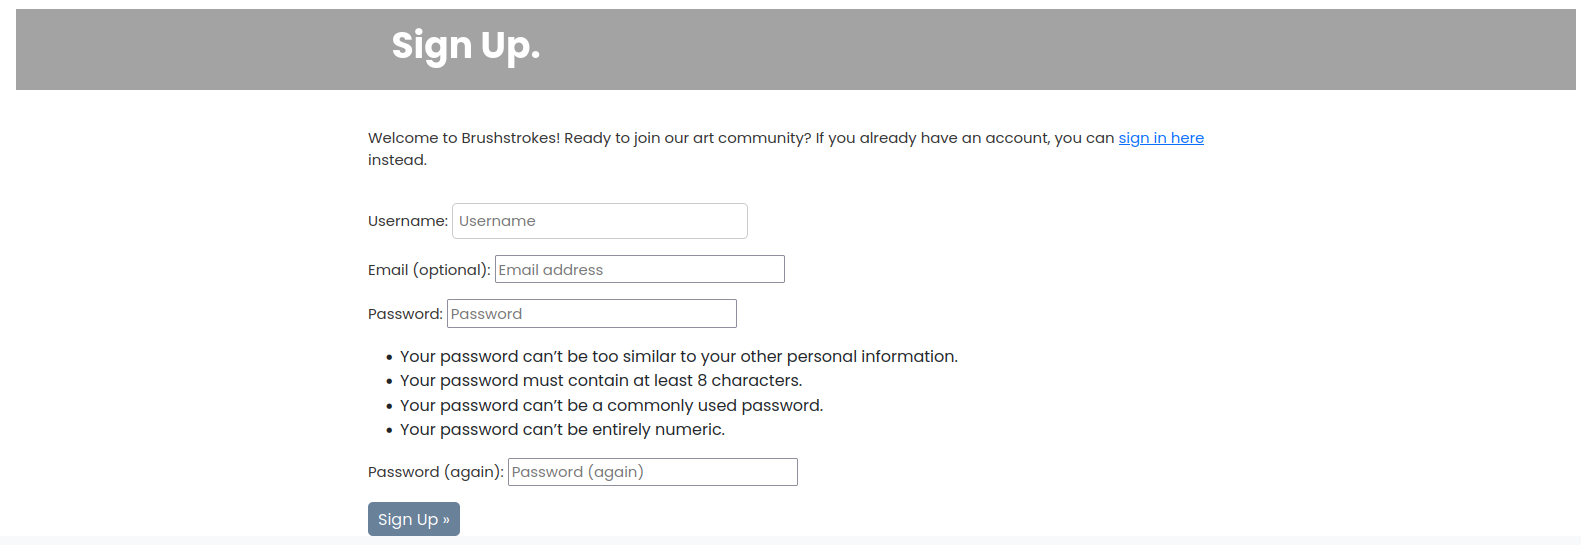 Sign Up.
Welcome to Brushstrokes! Ready to join our art community? If you already have an account, you can sign in here
instead.
Username: Username
Email (optional): Email address
Password: Password
• Your password can’t be too similar to your other personal information.
• Your password must contain at least 8 characters.
• Your password can’t be a commonly used password.
• Your password can’t be entirely numeric.
Password (again): Password (again)
Sign Up »